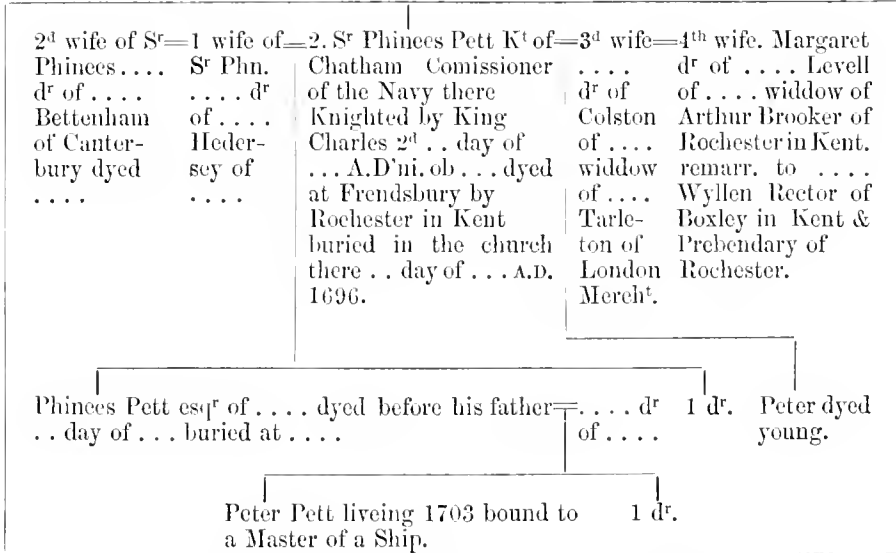 2ᵈ wife of Sʳ
Phinees....
dʳ of....
Bettenham
of Canter-
bury dyed
....
=1 wife of
Sʳ Phn.
.... dʳ
of....
Heder-
sey of
....
=2. Sʳ Phinees Pett Kᵗ of
Chatham Comissioner
of the Navy there
Knighted by King
Charles 2ᵈ .. day of
... A.D'ni. ob... dyed
at Frendsbury by
Rochester in Kent
buried in the church
there .. day of ... A.D.
1696.
=3ᵈ wife
....
dʳ of
Colston
of....
widdow
of....
Tarle-
ton of
London
Merchᵗ.
=4ᵗʰ wife. Margaret
dʳ of .... Levell
of.... widdow of
Arthur Brooker of
Rochester in Kent.
remarr. to ....
Wyllen Rector of
Boxley in Kent &
Prebendary of
Rochester.
Phinees Pett esqʳ of .... dyed before his father=.... dʳ
.. day of ... buried at ....
of....
1 dʳ.
Peter dyed
young.
Peter Pett liveing 1703 bound to
a Master of a Ship.
1 dʳ.